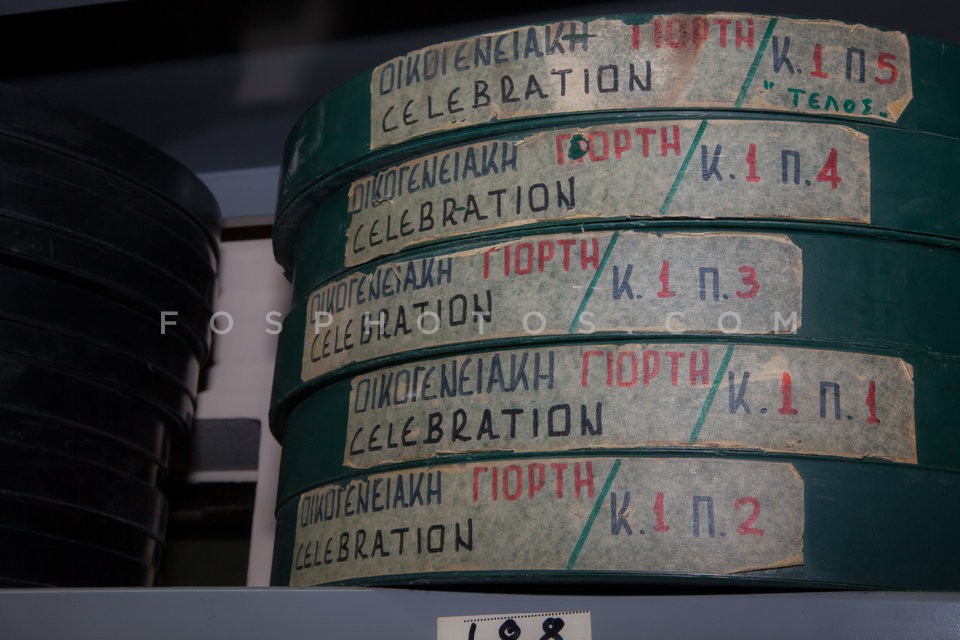 ΟΙΚΟΓΕΝΕΙΑΚΗ ΓΙΟΡΤΗ / Κ. 1 Π 5
CELEBRATION "ΤΕΛΟΣ"
ΟΙΚΟΓΕΝΕΙΑΚΗ ΓΙΟΡΤΗ / Κ. 1 Π. 4
CELEBRATION
ΟΙΚΟΓΕΝΕΙΑΚΗ ΓΙΟΡΤΗ / Κ. 1 Π. 3
CELEBRATION
FOSPHOTOS.COM
ΟΙΚΟΓΕΝΕΙΑΚΗ ΓΙΟΡΤΗ / Κ. 1 Π. 1
CELEBRATION
ΟΙΚΟΓΕΝΕΙΑΚΗ ΓΙΟΡΤΗ / Κ. 1 Π. 2
CELEBRATION
198